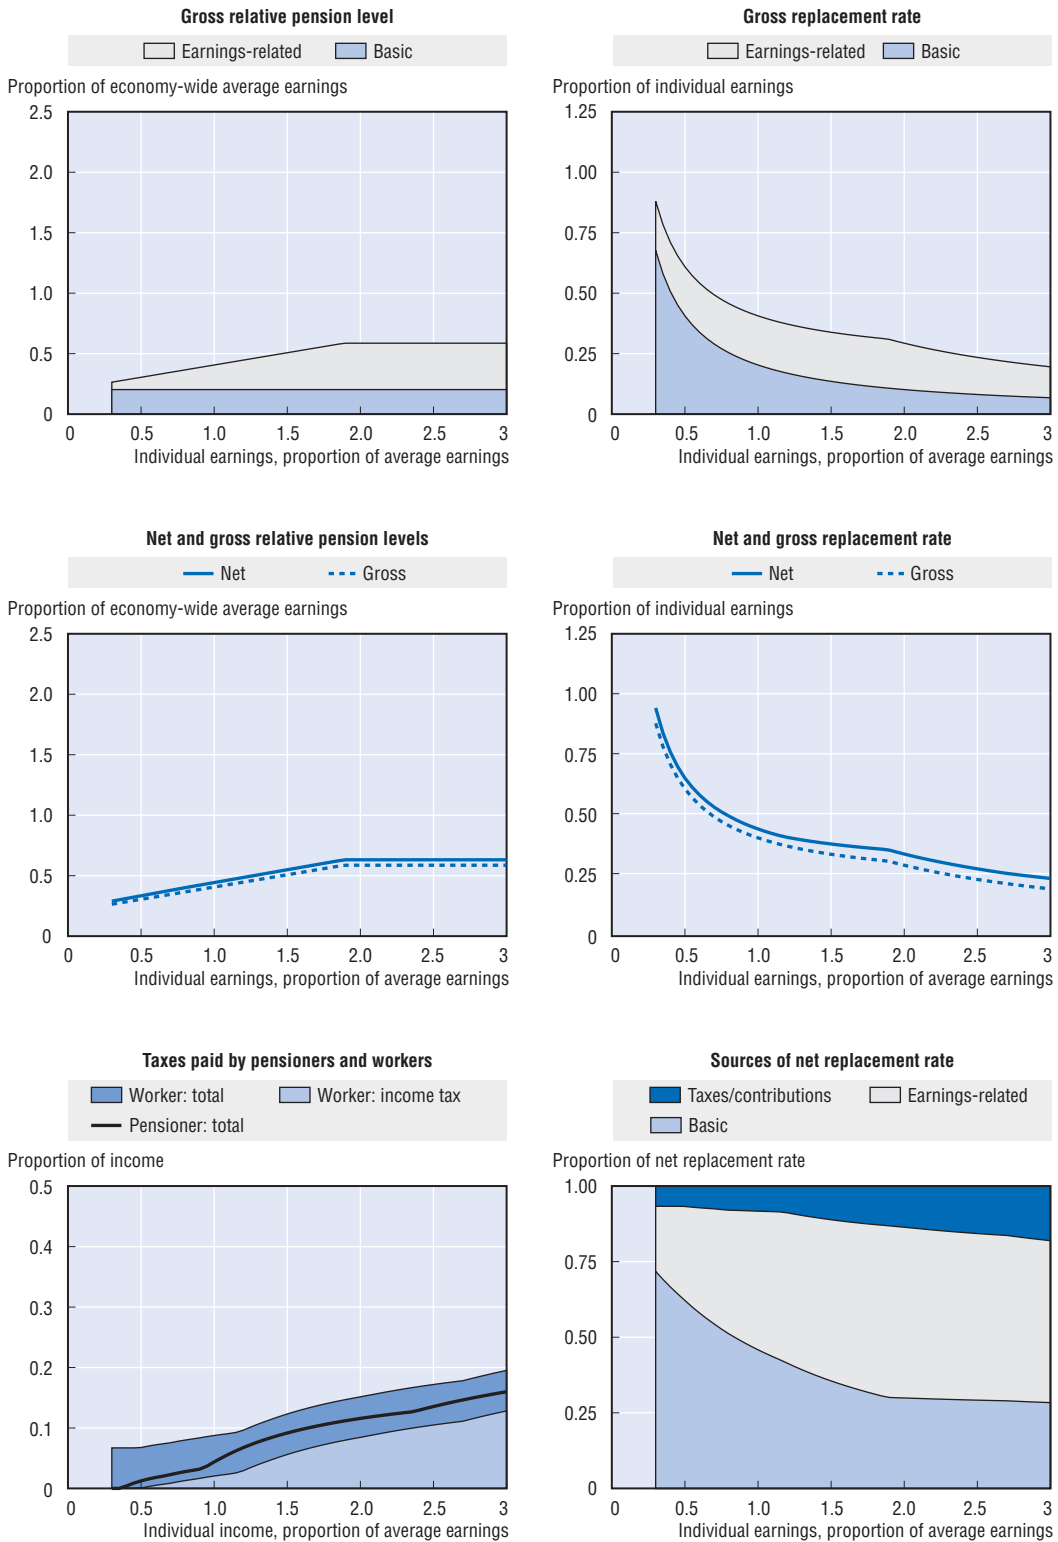 Gross relative pension level
Earnings-related Basic
Proportion of economy-wide average earnings
2.5
2.0
1.5
1.0
0.5
0
0 0.5 1.0 1.5 2.0 2.5 3
Individual earnings, proportion of average earnings
Gross replacement rate
Earnings-related Basic
Proportion of individual earnings
1.25
1.00
0.75
0.50
0.25
0
0 0.5 1.0 1.5 2.0 2.5 3
Individual earnings, proportion of average earnings
Net and gross relative pension levels
Net Gross
Proportion of economy-wide average earnings
2.5
2.0
1.5
1.0
0.5
0
0 0.5 1.0 1.5 2.0 2.5 3
Individual earnings, proportion of average earnings
Net and gross replacement rate
Net Gross
Proportion of individual earnings
1.25
1.00
0.75
0.50
0.25
0
0 0.5 1.0 1.5 2.0 2.5 3
Individual earnings, proportion of average earnings
Taxes paid by pensioners and workers
Worker: total Worker: income tax
Pensioner: total
Proportion of income
0.5
0.4
0.3
0.2
0.1
0
0 0.5 1.0 1.5 2.0 2.5 3
Individual income, proportion of average earnings
Sources of net replacement rate
Taxes/contributions Earnings-related
Basic
Proportion of net replacement rate
1.00
0.75
0.50
0.25
0
0 0.5 1.0 1.5 2.0 2.5 3
Individual earnings, proportion of average earnings